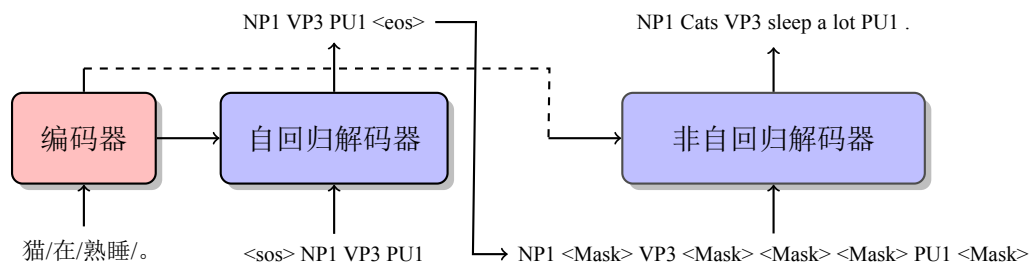 NP1 VP3 PU1 <eos>
NP1 Cats VP3 sleep a lot PU1 .
编码器
自回归解码器
非自回归解码器
猫/在/熟睡/。
<sos> NP1 VP3 PU1
NP1 <Mask> VP3 <Mask> <Mask> <Mask> PU1 <Mask>